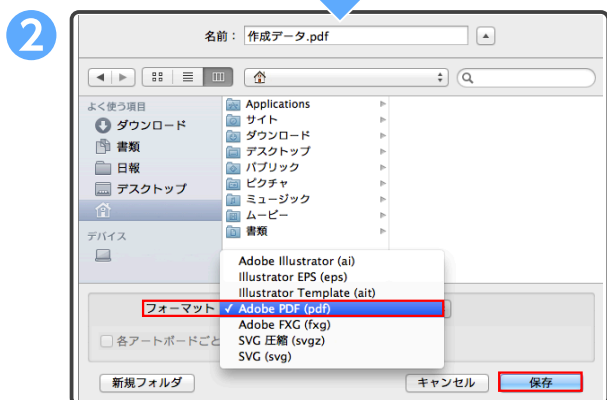 2
名前： 作成データ.pdf
よく使う項目
ダウンロード
書類
日報
デスクトップ
デバイス
Applications
サイト
ダウンロード
デスクトップ
パブリック
ピクチャ
ミュージック
ムービー
書類
Adobe Illustrator (ai)
Illustrator EPS (eps)
Illustrator Template (ait)
フォーマット ✓ Adobe PDF (pdf)
Adobe FXG (fxg)
SVG 圧縮 (svgz)
SVG (svg)
各アートボードごと
新規フォルダ
キャンセル
保存